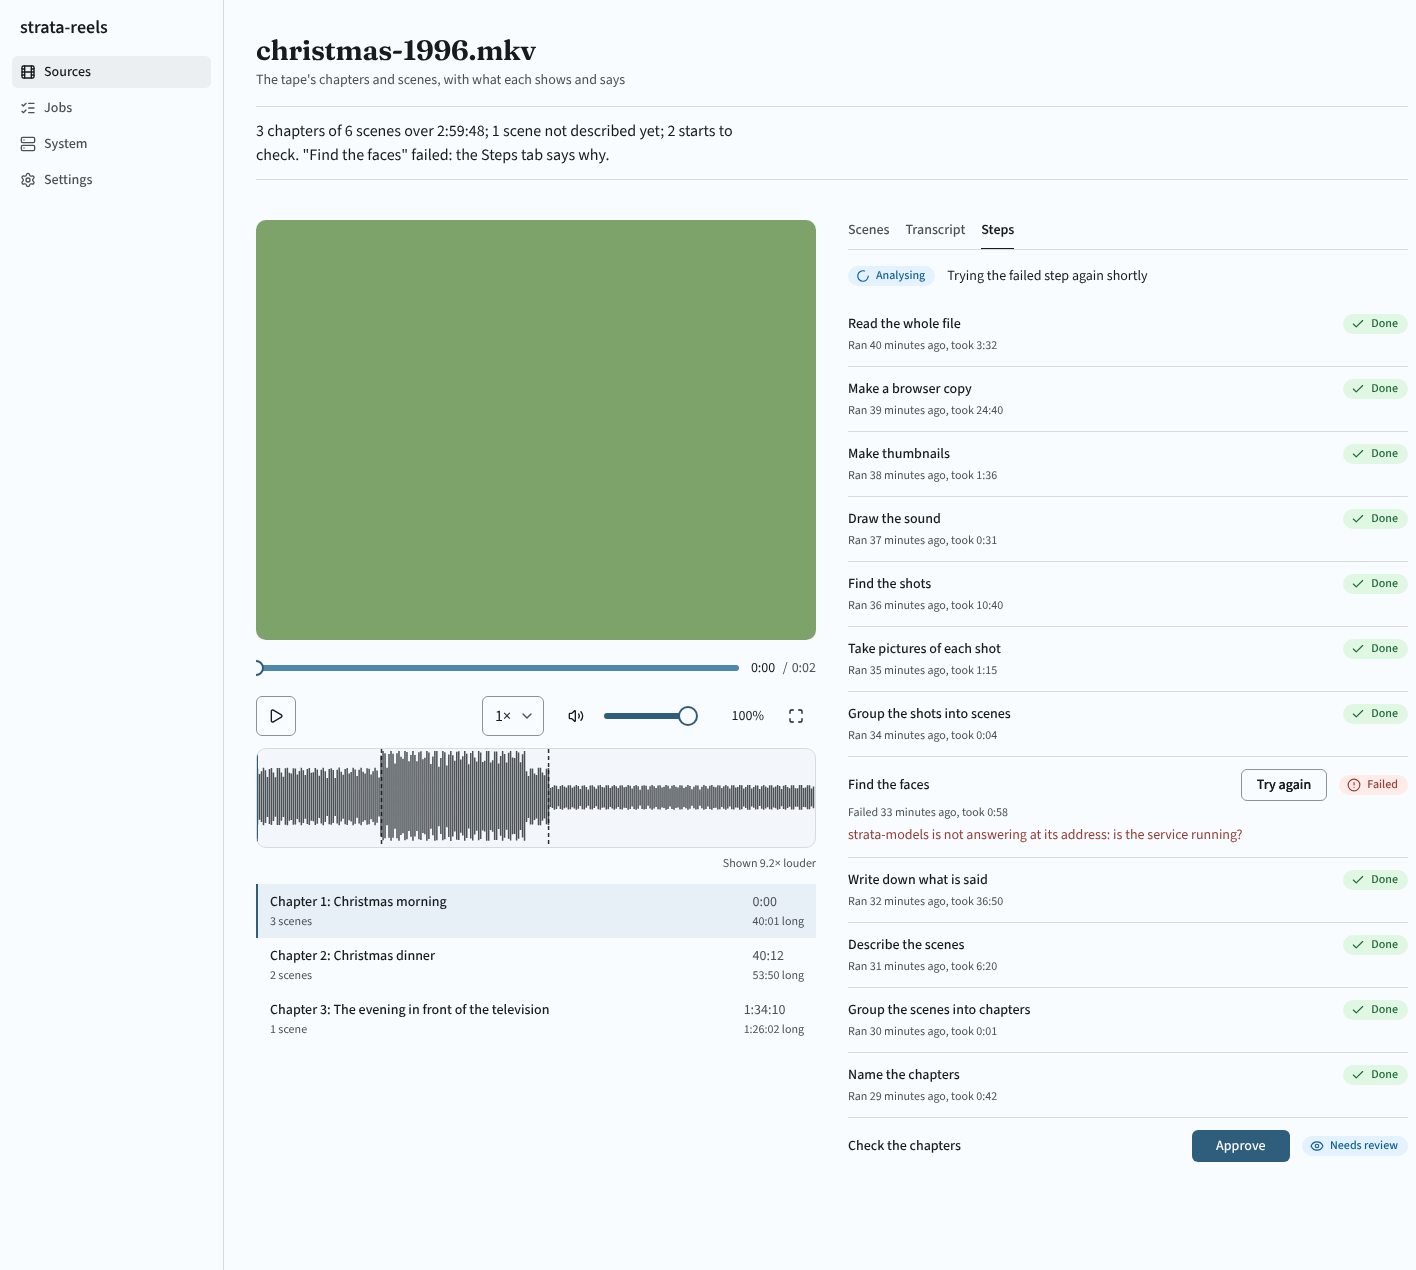 strata-reels
Sources
Jobs
System
Settings
christmas-1996.mkv
The tape's chapters and scenes, with what each shows and says
3 chapters of 6 scenes over 2:59:48; 1 scene not described yet; 2 starts to
check. "Find the faces" failed: the Steps tab says why.
0:00 / 0:02
1×
100%
Shown 9.2× louder
Chapter 1: Christmas morning 0:00
3 scenes 40:01 long
Chapter 2: Christmas dinner 40:12
2 scenes 53:50 long
Chapter 3: The evening in front of the television 1:34:10
1 scene 1:26:02 long
Scenes Transcript Steps
Analysing Trying the failed step again shortly
Read the whole file Done
Ran 40 minutes ago, took 3:32
Make a browser copy Done
Ran 39 minutes ago, took 24:40
Make thumbnails Done
Ran 38 minutes ago, took 1:36
Draw the sound Done
Ran 37 minutes ago, took 0:31
Find the shots Done
Ran 36 minutes ago, took 10:40
Take pictures of each shot Done
Ran 35 minutes ago, took 1:15
Group the shots into scenes Done
Ran 34 minutes ago, took 0:04
Find the faces Try again Failed
Failed 33 minutes ago, took 0:58
strata-models is not answering at its address: is the service running?
Write down what is said Done
Ran 32 minutes ago, took 36:50
Describe the scenes Done
Ran 31 minutes ago, took 6:20
Group the scenes into chapters Done
Ran 30 minutes ago, took 0:01
Name the chapters Done
Ran 29 minutes ago, took 0:42
Check the chapters Approve Needs review